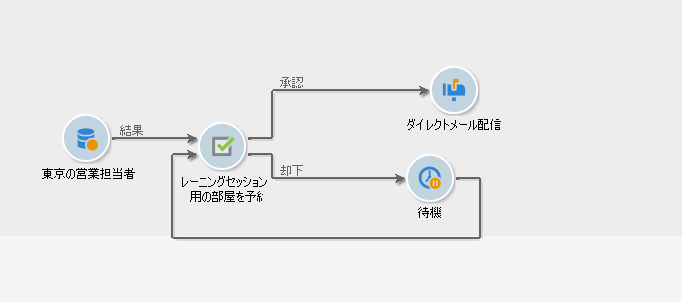 承認
ダイレクトメール配信
結果
東京の営業担当者
レーニングセッション
用の部屋を予約
却下
待機